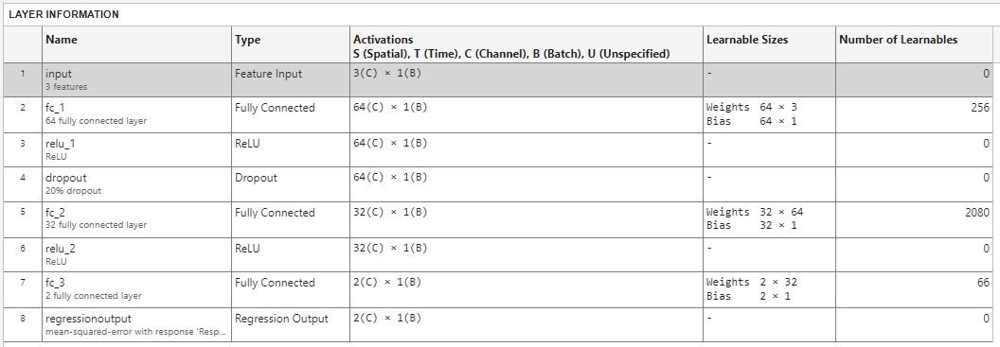 LAYER INFORMATION
Name Type Activations Learnable Sizes Number of Learnables
S (Spatial), T (Time), C (Channel), B (Batch), U (Unspecified)
1 input Feature Input 3(C) × 1(B) - 0
3 features
2 fc_1 Fully Connected 64(C) × 1(B) Weights 64 × 3 256
64 fully connected layer Bias 64 × 1
3 relu_1 ReLU 64(C) × 1(B) - 0
ReLU
4 dropout Dropout 64(C) × 1(B) - 0
20% dropout
5 fc_2 Fully Connected 32(C) × 1(B) Weights 32 × 64 2080
32 fully connected layer Bias 32 × 1
6 relu_2 ReLU 32(C) × 1(B) - 0
ReLU
7 fc_3 Fully Connected 2(C) × 1(B) Weights 2 × 32 66
2 fully connected layer Bias 2 × 1
8 regressionoutput Regression Output 2(C) × 1(B) - 0
mean-squared-error with response 'Resp...